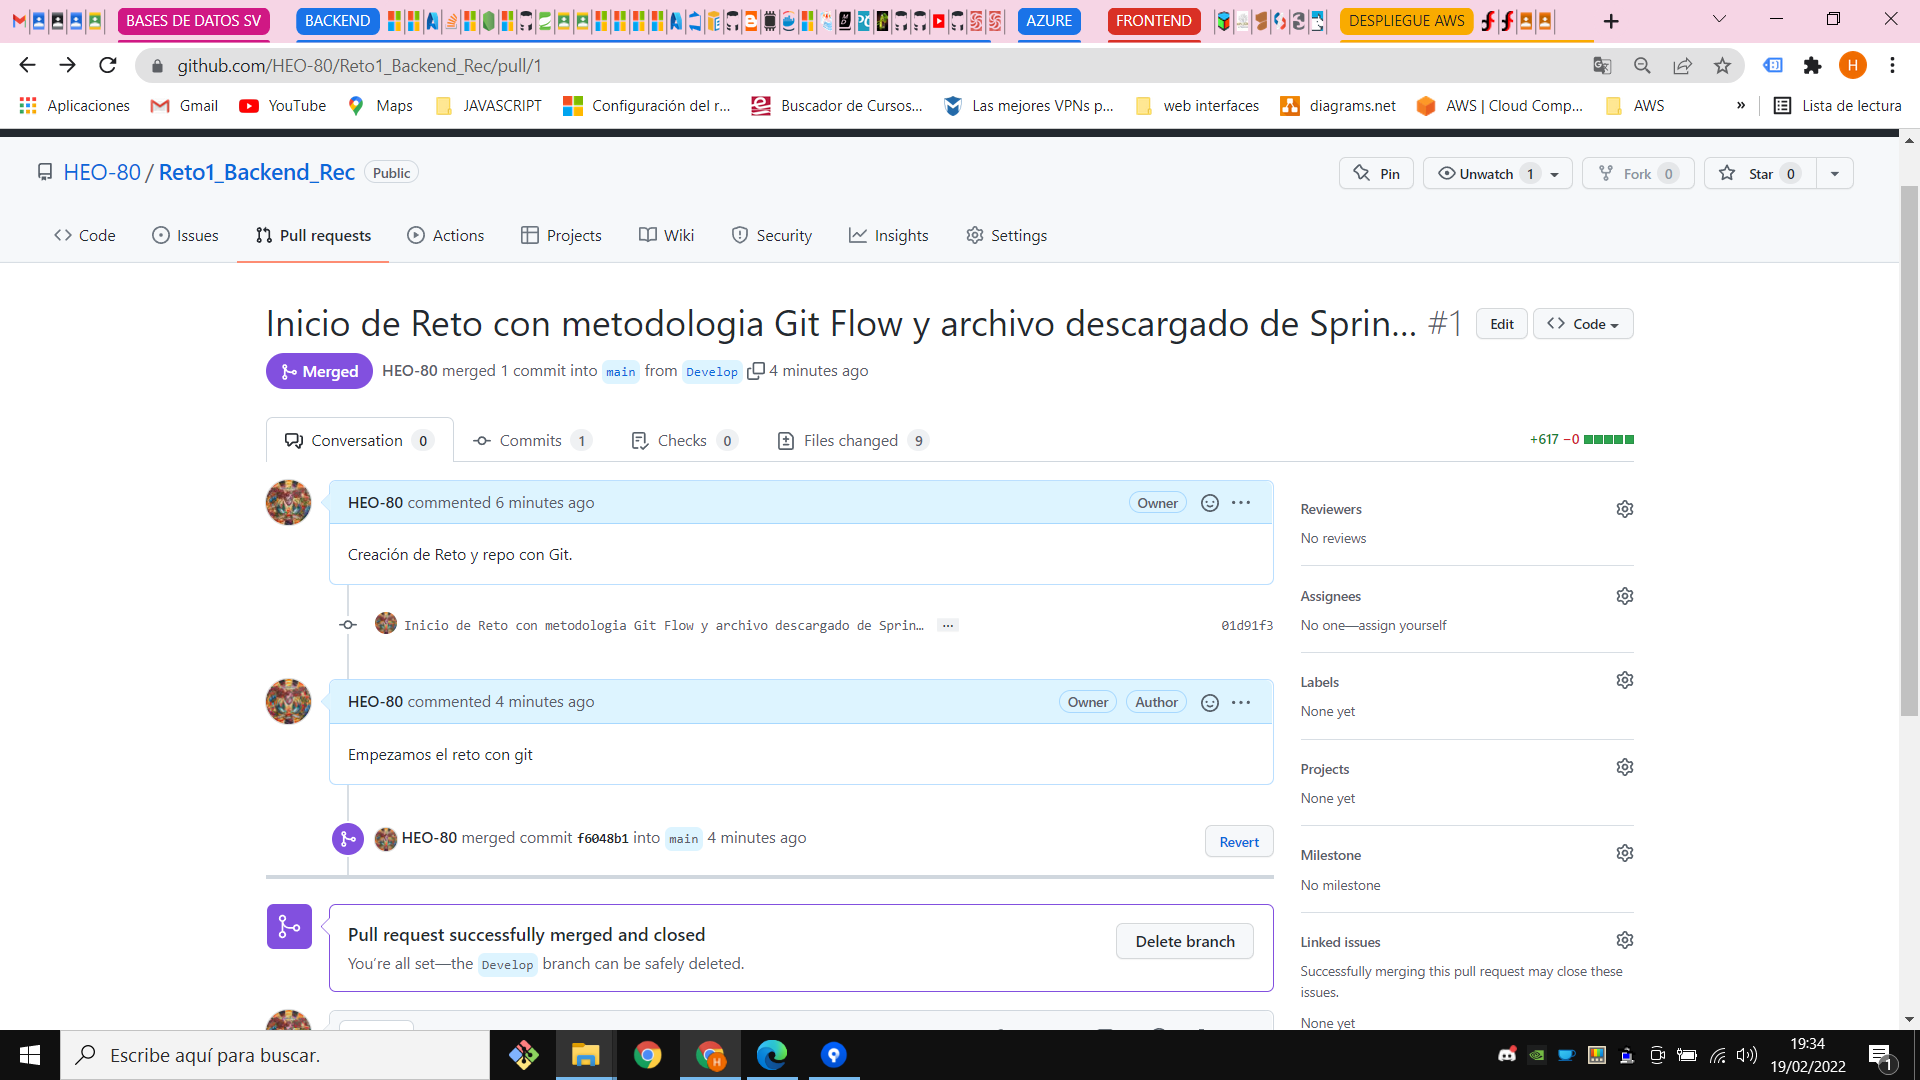 BASES DE DATOS SV
BACKEND
AZURE
FRONTEND
DESPLIEGUE AWS
github.com/HEO-80/Reto1_Backend_Rec/pull/1
H
Aplicaciones
Gmail
YouTube
Maps
JAVASCRIPT
Configuración del r...
Buscador de Cursos...
Las mejores VPNs p...
web interfaces
diagrams.net
AWS | Cloud Comp...
AWS
»
Lista de lectura
HEO-80 / Reto1_Backend_Rec Public
Pin
Unwatch 1
Fork 0
Star 0
Code
Issues
Pull requests
Actions
Projects
Wiki
Security
Insights
Settings
Inicio de Reto con metodologia Git Flow y archivo descargado de Sprin... #1
Edit
Code
Merged
HEO-80 merged 1 commit into main from Develop 4 minutes ago
Conversation 0
Commits 1
Checks 0
Files changed 9
+617 −0
HEO-80 commented 6 minutes ago
Owner
Creación de Reto y repo con Git.
Inicio de Reto con metodologia Git Flow y archivo descargado de Sprin…
01d91f3
HEO-80 commented 4 minutes ago
Owner
Author
Empezamos el reto con git
HEO-80 merged commit f6048b1 into main 4 minutes ago
Revert
Pull request successfully merged and closed
You're all set—the Develop branch can be safely deleted.
Delete branch
Reviewers
No reviews
Assignees
No one—assign yourself
Labels
None yet
Projects
None yet
Milestone
No milestone
Linked issues
Successfully merging this pull request may close these
issues.
None yet
Escribe aquí para buscar.
19:34
19/02/2022
1